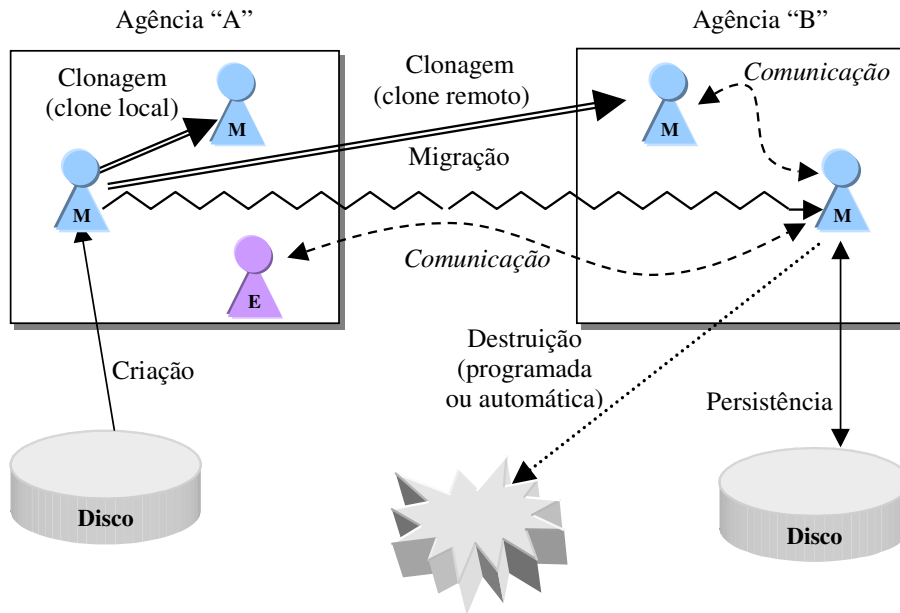 Agência “A”
Agência “B”
Clonagem
(clone local)
Clonagem
(clone remoto)
Comunicação
M
M
Migração
M
M
Comunicação
E
Criação
Destruição
(programada
ou automática)
Persistência
Disco
Disco